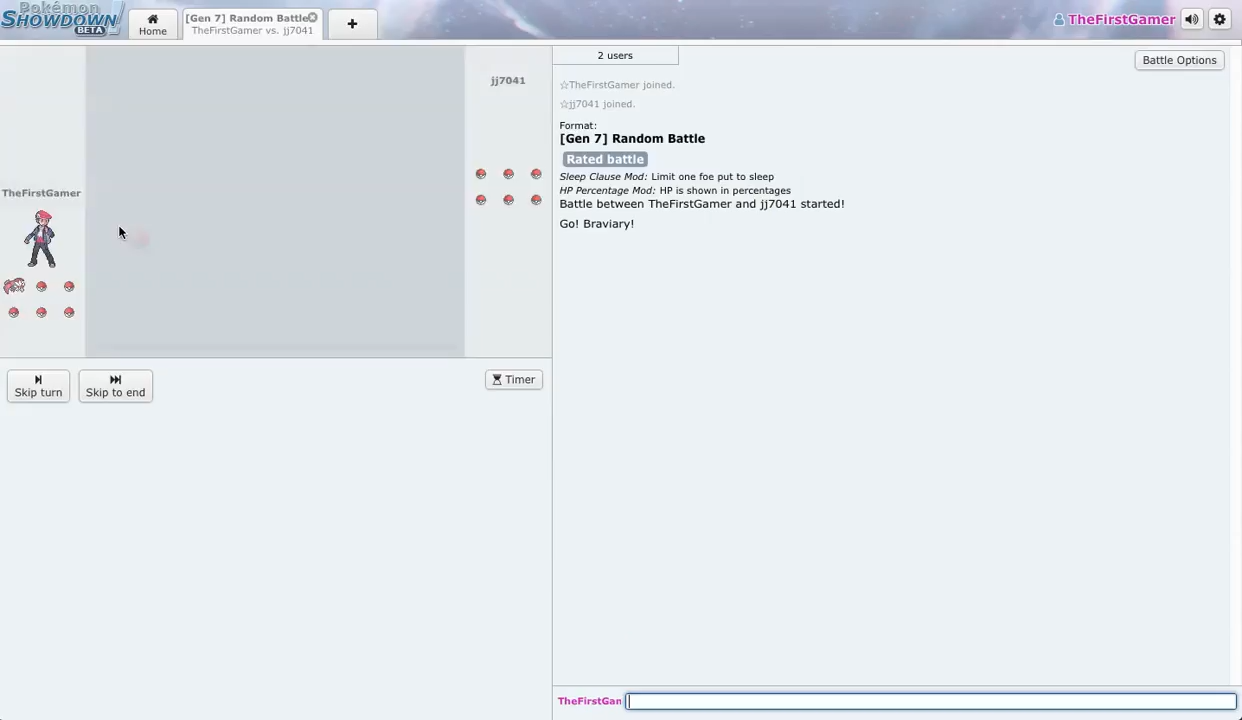 Pokémon
SHOWDOWN!
BETA
Home
[Gen 7] Random Battle
TheFirstGamer vs. jj7041
+
TheFirstGamer
2 users
Battle Options
jj7041
☆TheFirstGamer joined.
☆jj7041 joined.
Format:
[Gen 7] Random Battle
Rated battle
Sleep Clause Mod: Limit one foe put to sleep
HP Percentage Mod: HP is shown in percentages
Battle between TheFirstGamer and jj7041 started!
Go! Braviary!
TheFirstGamer
Skip turn
Skip to end
Timer
TheFirstGan